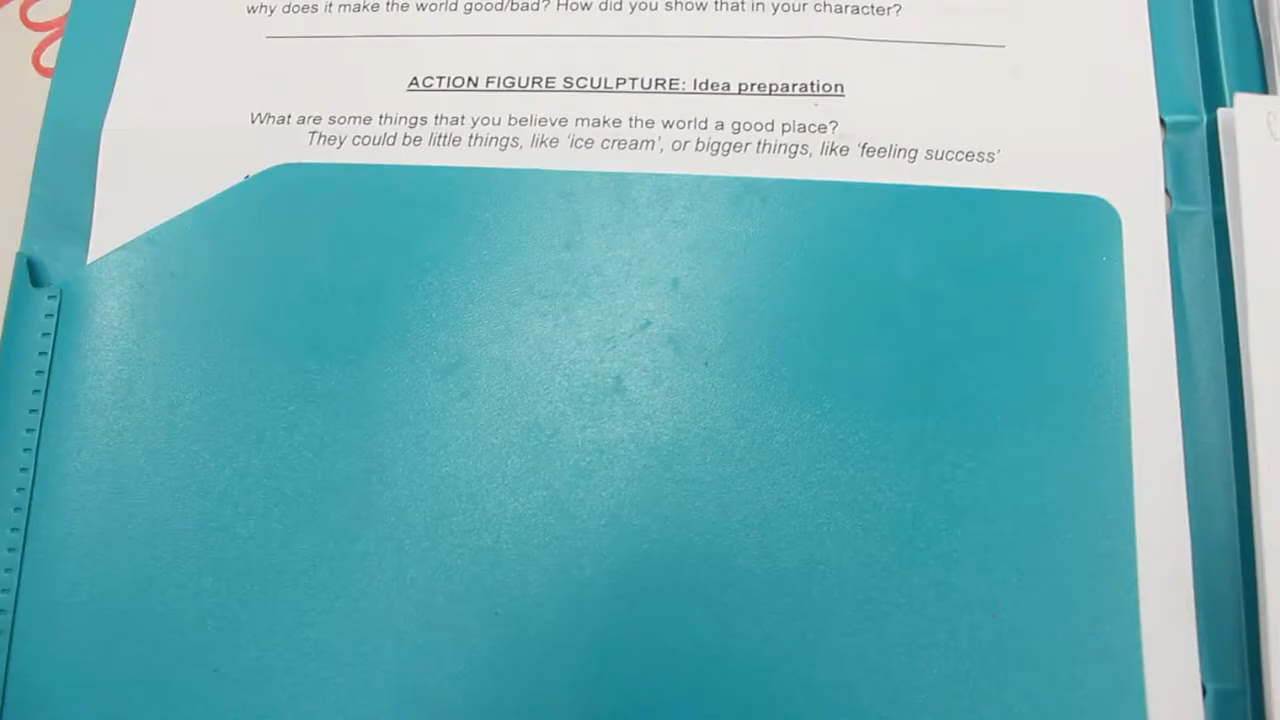 why does it make the world good/bad? How did you show that in your character?
ACTION FIGURE SCULPTURE: Idea preparation
What are some things that you believe make the world a good place?
They could be little things, like 'ice cream', or bigger things, like 'feeling success'